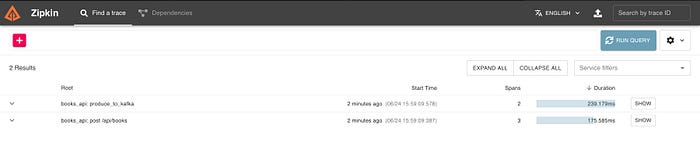 Zipkin Find a trace Dependencies ENGLISH Search by trace ID
RUN QUERY
2 Results EXPAND ALL COLLAPSE ALL Service filters
Root Start Time Spans Duration
books_api: produce_to_kafka 2 minutes ago (06/24 15:59:09:578) 2 239.179ms SHOW
books_api: post /api/books 2 minutes ago (06/24 15:59:09:387) 3 175.585ms SHOW